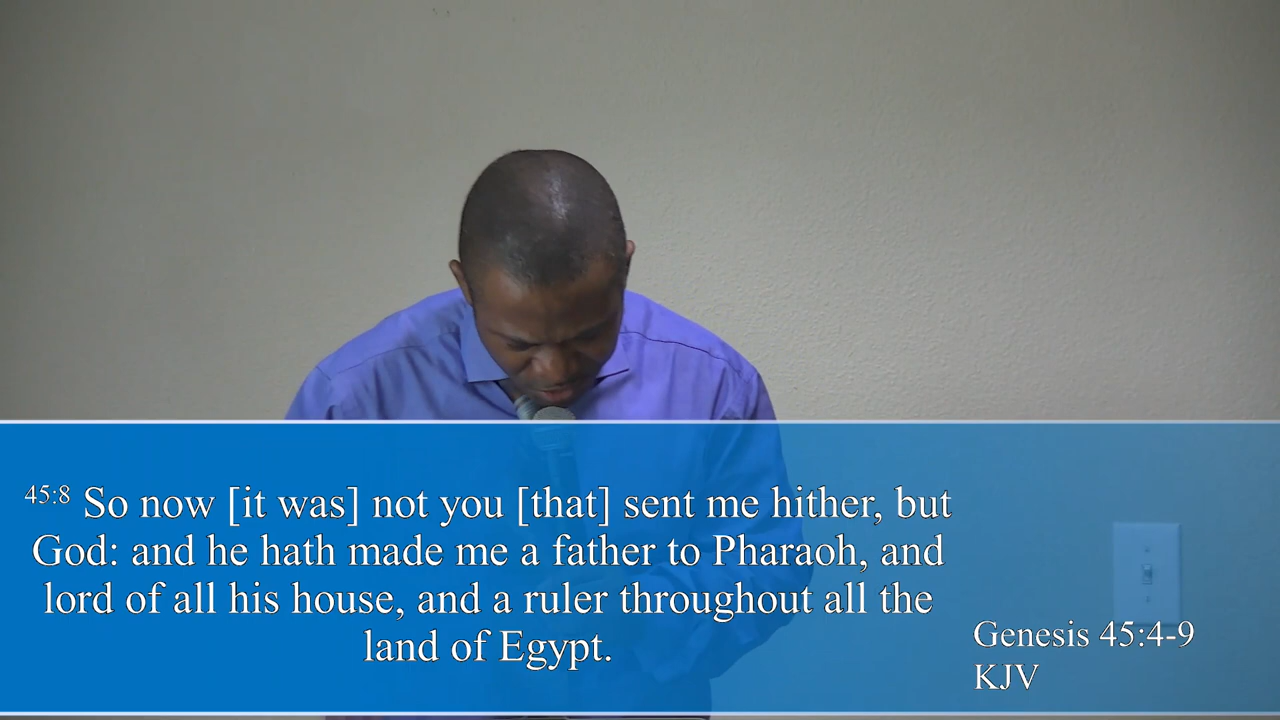 45:8 So now [it was] not you [that] sent me hither, but
God: and he hath made me a father to Pharaoh, and
lord of all his house, and a ruler throughout all the
land of Egypt.
Genesis 45:4-9
KJV